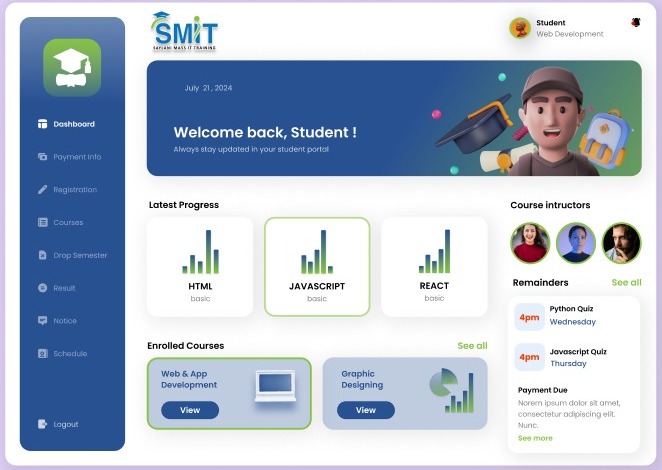 SMIT
SAYLANI MASS IT TRAINING
Student
Web Development
Dashboard
Payment Info
Registration
Courses
Drop Semester
Result
Notice
Schedule
Logout
July 21 , 2024
Welcome back, Student !
Always stay updated in your student portal
Latest Progress
HTML
basic
JAVASCRIPT
basic
REACT
basic
Enrolled Courses
See all
Web & App
Development
View
Graphic
Designing
View
Course intructors
Remainders
See all
4pm
Python Quiz
Wednesday
4pm
Javascript Quiz
Thursday
Payment Due
Norem ipsum dolor sit amet,
consectetur adipiscing elit.
Nunc.
See more